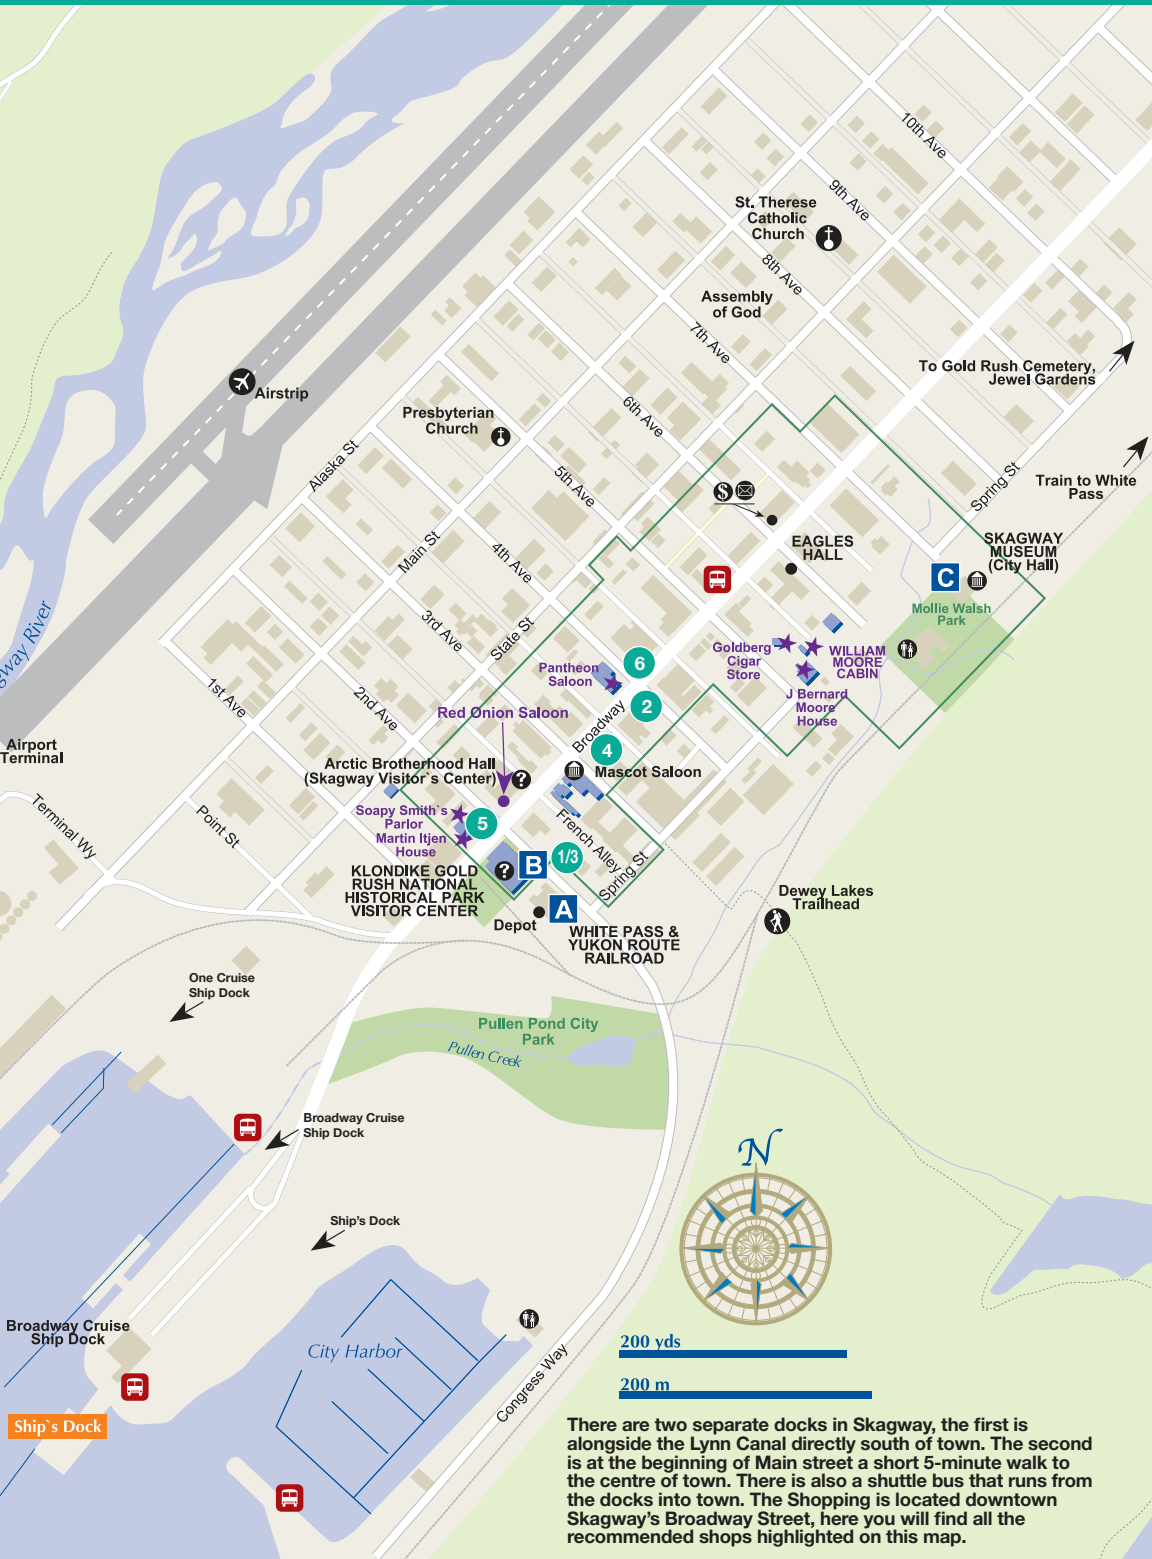 10th Ave
9th Ave
St. Therese
Catholic
Church
8th Ave
Assembly
of God
7th Ave
To Gold Rush Cemetery,
Jewel Gardens
Airstrip
Presbyterian
Church
6th Ave
Alaska St
5th Ave
Spring St
Train to White
Pass
$
EAGLES
HALL
SKAGWAY
MUSEUM
(City Hall)
Main St
4th Ave
C
Mollie Walsh
Park
3rd Ave
State St
gway River
Goldberg
Cigar
Store
WILLIAM
MOORE
CABIN
6
Pantheon
Saloon
J Bernard
Moore
House
1st Ave
2nd Ave
2
Red Onion Saloon
Broadway
4
Airport
Terminal
Arctic Brotherhood Hall
(Skagway Visitor`s Center)
?
Mascot Saloon
Terminal Wy
Point St
Soapy Smith`s
Parlor
Martin Itjen
House
5
French Alley
1/3
B
?
Spring St
KLONDIKE GOLD
RUSH NATIONAL
HISTORICAL PARK
VISITOR CENTER
Dewey Lakes
Trailhead
Depot
A
WHITE PASS &
YUKON ROUTE
RAILROAD
One Cruise
Ship Dock
Pullen Pond City
Park
Pullen Creek
Broadway Cruise
Ship Dock
N
Ship's Dock
Broadway Cruise
Ship Dock
City Harbor
200 yds
200 m
Congress Way
Ship`s Dock
There are two separate docks in Skagway, the first is
alongside the Lynn Canal directly south of town. The second
is at the beginning of Main street a short 5-minute walk to
the centre of town. There is also a shuttle bus that runs from
the docks into town. The Shopping is located downtown
Skagway's Broadway Street, here you will find all the
recommended shops highlighted on this map.